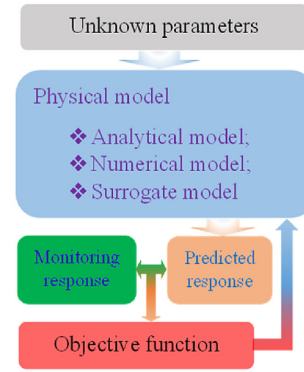 Unknown parameters
Physical model
❖ Analytical model;
❖ Numerical model;
❖ Surrogate model
Monitoring response
Predicted response
Objective function